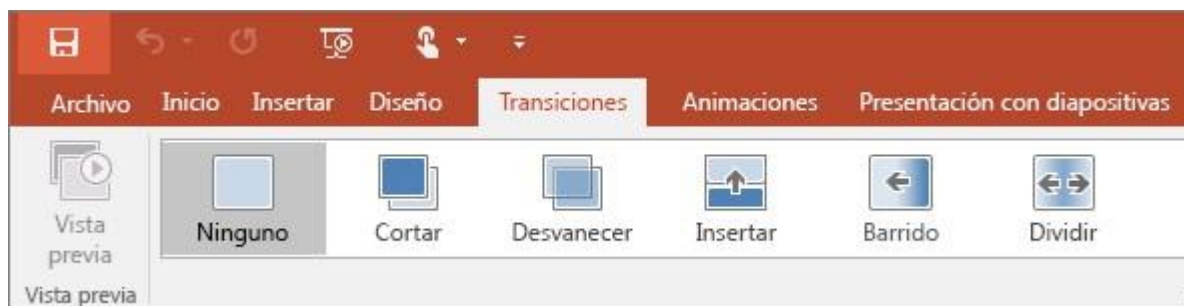 Archivo Inicio Insertar Diseño Transiciones Animaciones Presentación con diapositivas
Vista
previa
Ninguno Cortar Desvanecer Insertar Barrido Dividir
Vista previa